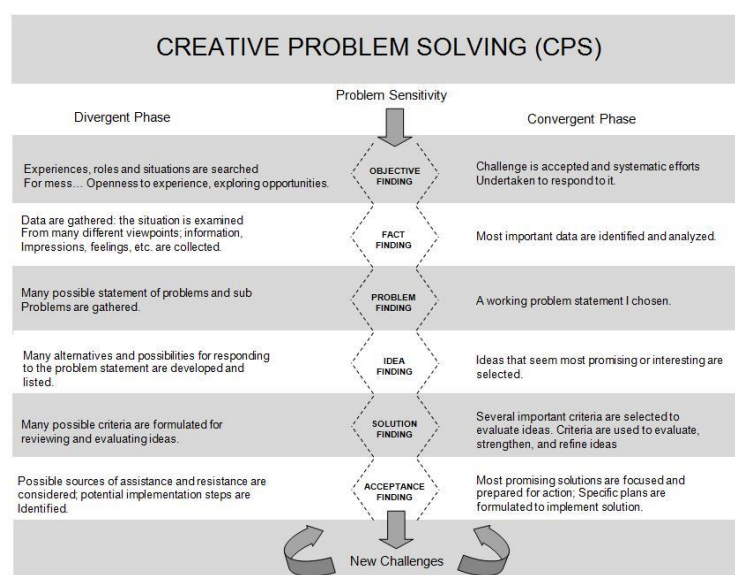 CREATIVE PROBLEM SOLVING (CPS)
Problem Sensitivity
Divergent Phase
Convergent Phase
Experiences, roles and situations are searched
For mess... Openness to experience, exploring opportunities.
OBJECTIVE
FINDING
Challenge is accepted and systematic efforts
Undertaken to respond to it.
Data are gathered: the situation is examined
From many different viewpoints; information,
Impressions, feelings, etc. are collected.
FACT
FINDING
Most important data are identified and analyzed.
Many possible statement of problems and sub
Problems are gathered.
PROBLEM
FINDING
A working problem statement I chosen.
Many alternatives and possibilities for responding
to the problem statement are developed and
listed.
IDEA
FINDING
Ideas that seem most promising or interesting are
selected.
Many possible criteria are formulated for
reviewing and evaluating ideas.
SOLUTION
FINDING
Several important criteria are selected to
evaluate ideas. Criteria are used to evaluate,
strengthen, and refine ideas
Possible sources of assistance and resistance are
considered; potential implementation steps are
Identified.
ACCEPTANCE
FINDING
Most promising solutions are focused and
prepared for action; Specific plans are
formulated to implement solution.
New Challenges